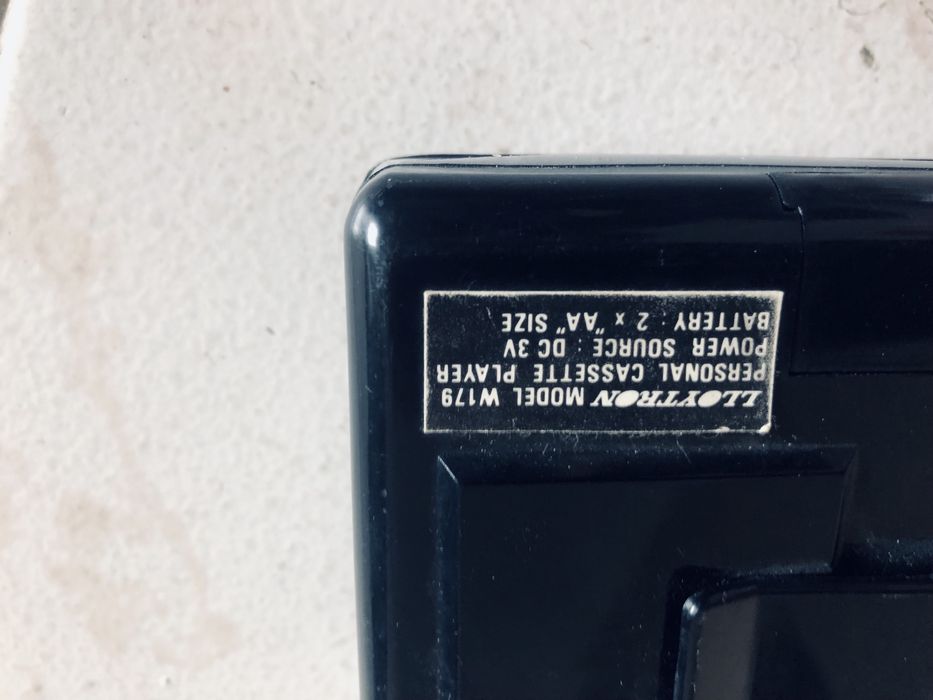 LLOYTRON MODEL W179
PERSONAL CASSETTE PLAYER
POWER SOURCE : DC 3V
BATTERY : 2 x "AA" SIZE